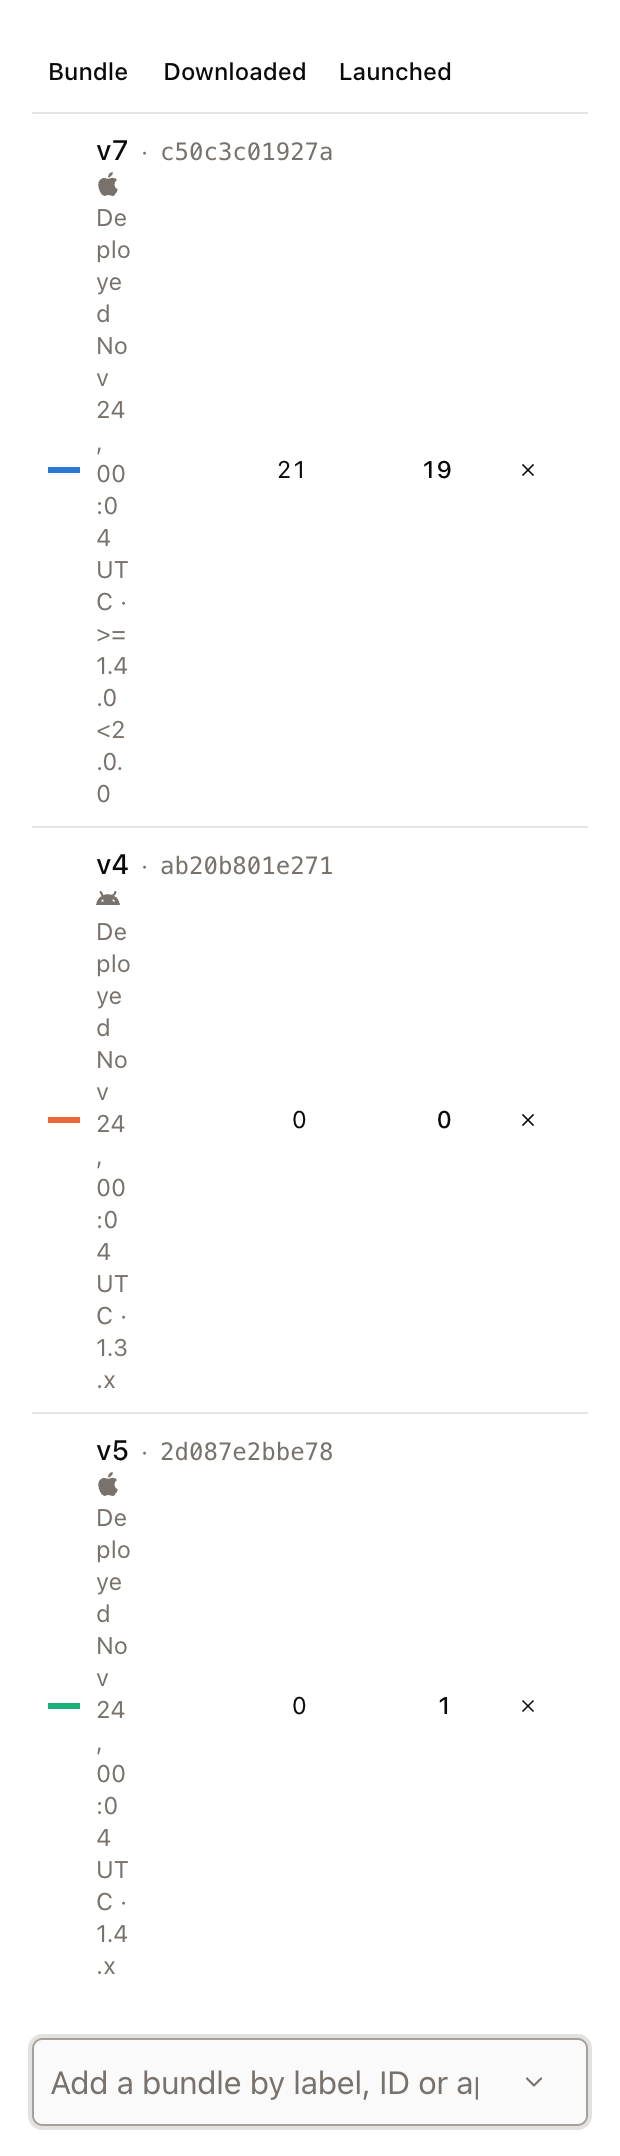 Bundle Downloaded Launched
v7 · c50c3c01927a
De
plo
ye
d
No
v
24
,
00
:0
4
UT
C ·
>=
1.4
.0
<2
.0.
0
21
19
×
v4 · ab20b801e271
De
plo
ye
d
No
v
24
,
00
:0
4
UT
C ·
1.3
.x
0
0
×
v5 · 2d087e2bbe78
De
plo
ye
d
No
v
24
,
00
:0
4
UT
C ·
1.4
.x
0
1
×
Add a bundle by label, ID or